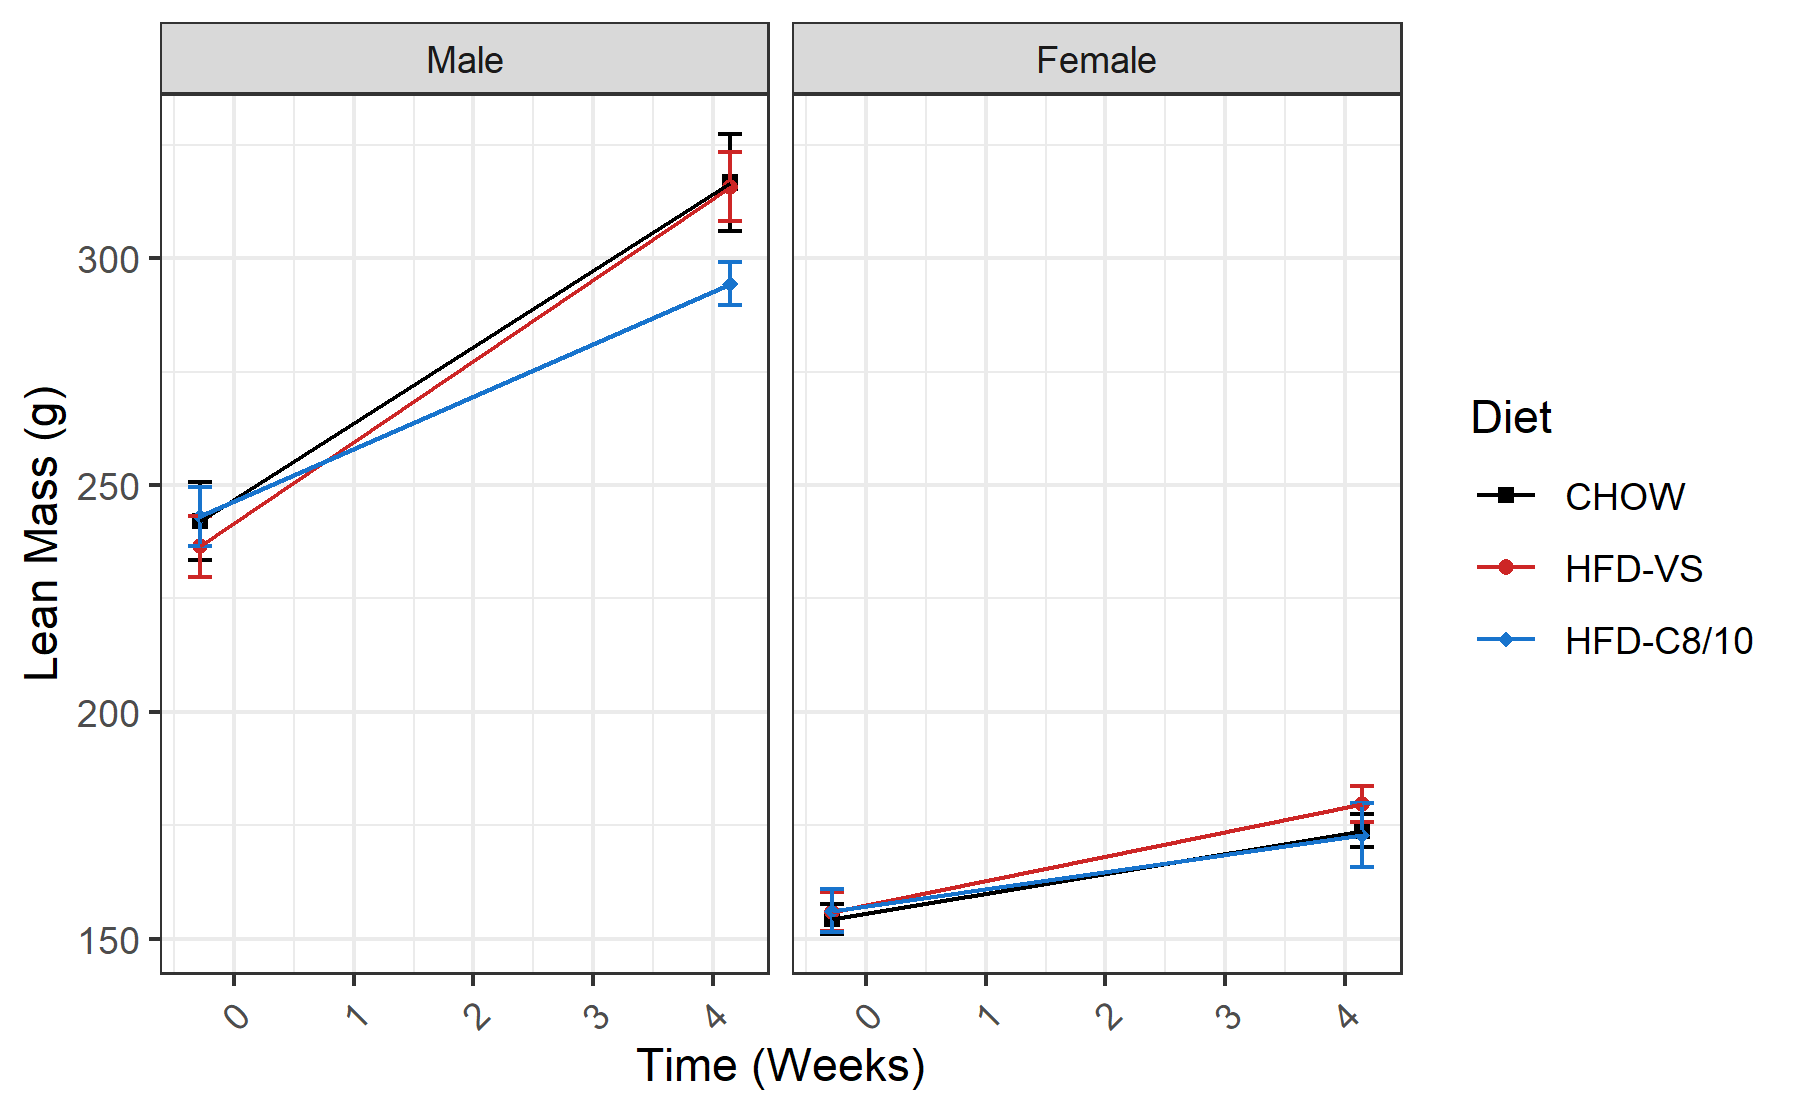 Male
Female
Lean Mass (g)
300
250
200
150
0 1 2 3 4
0 1 2 3 4
Time (Weeks)
Diet
CHOW
HFD-VS
HFD-C8/10